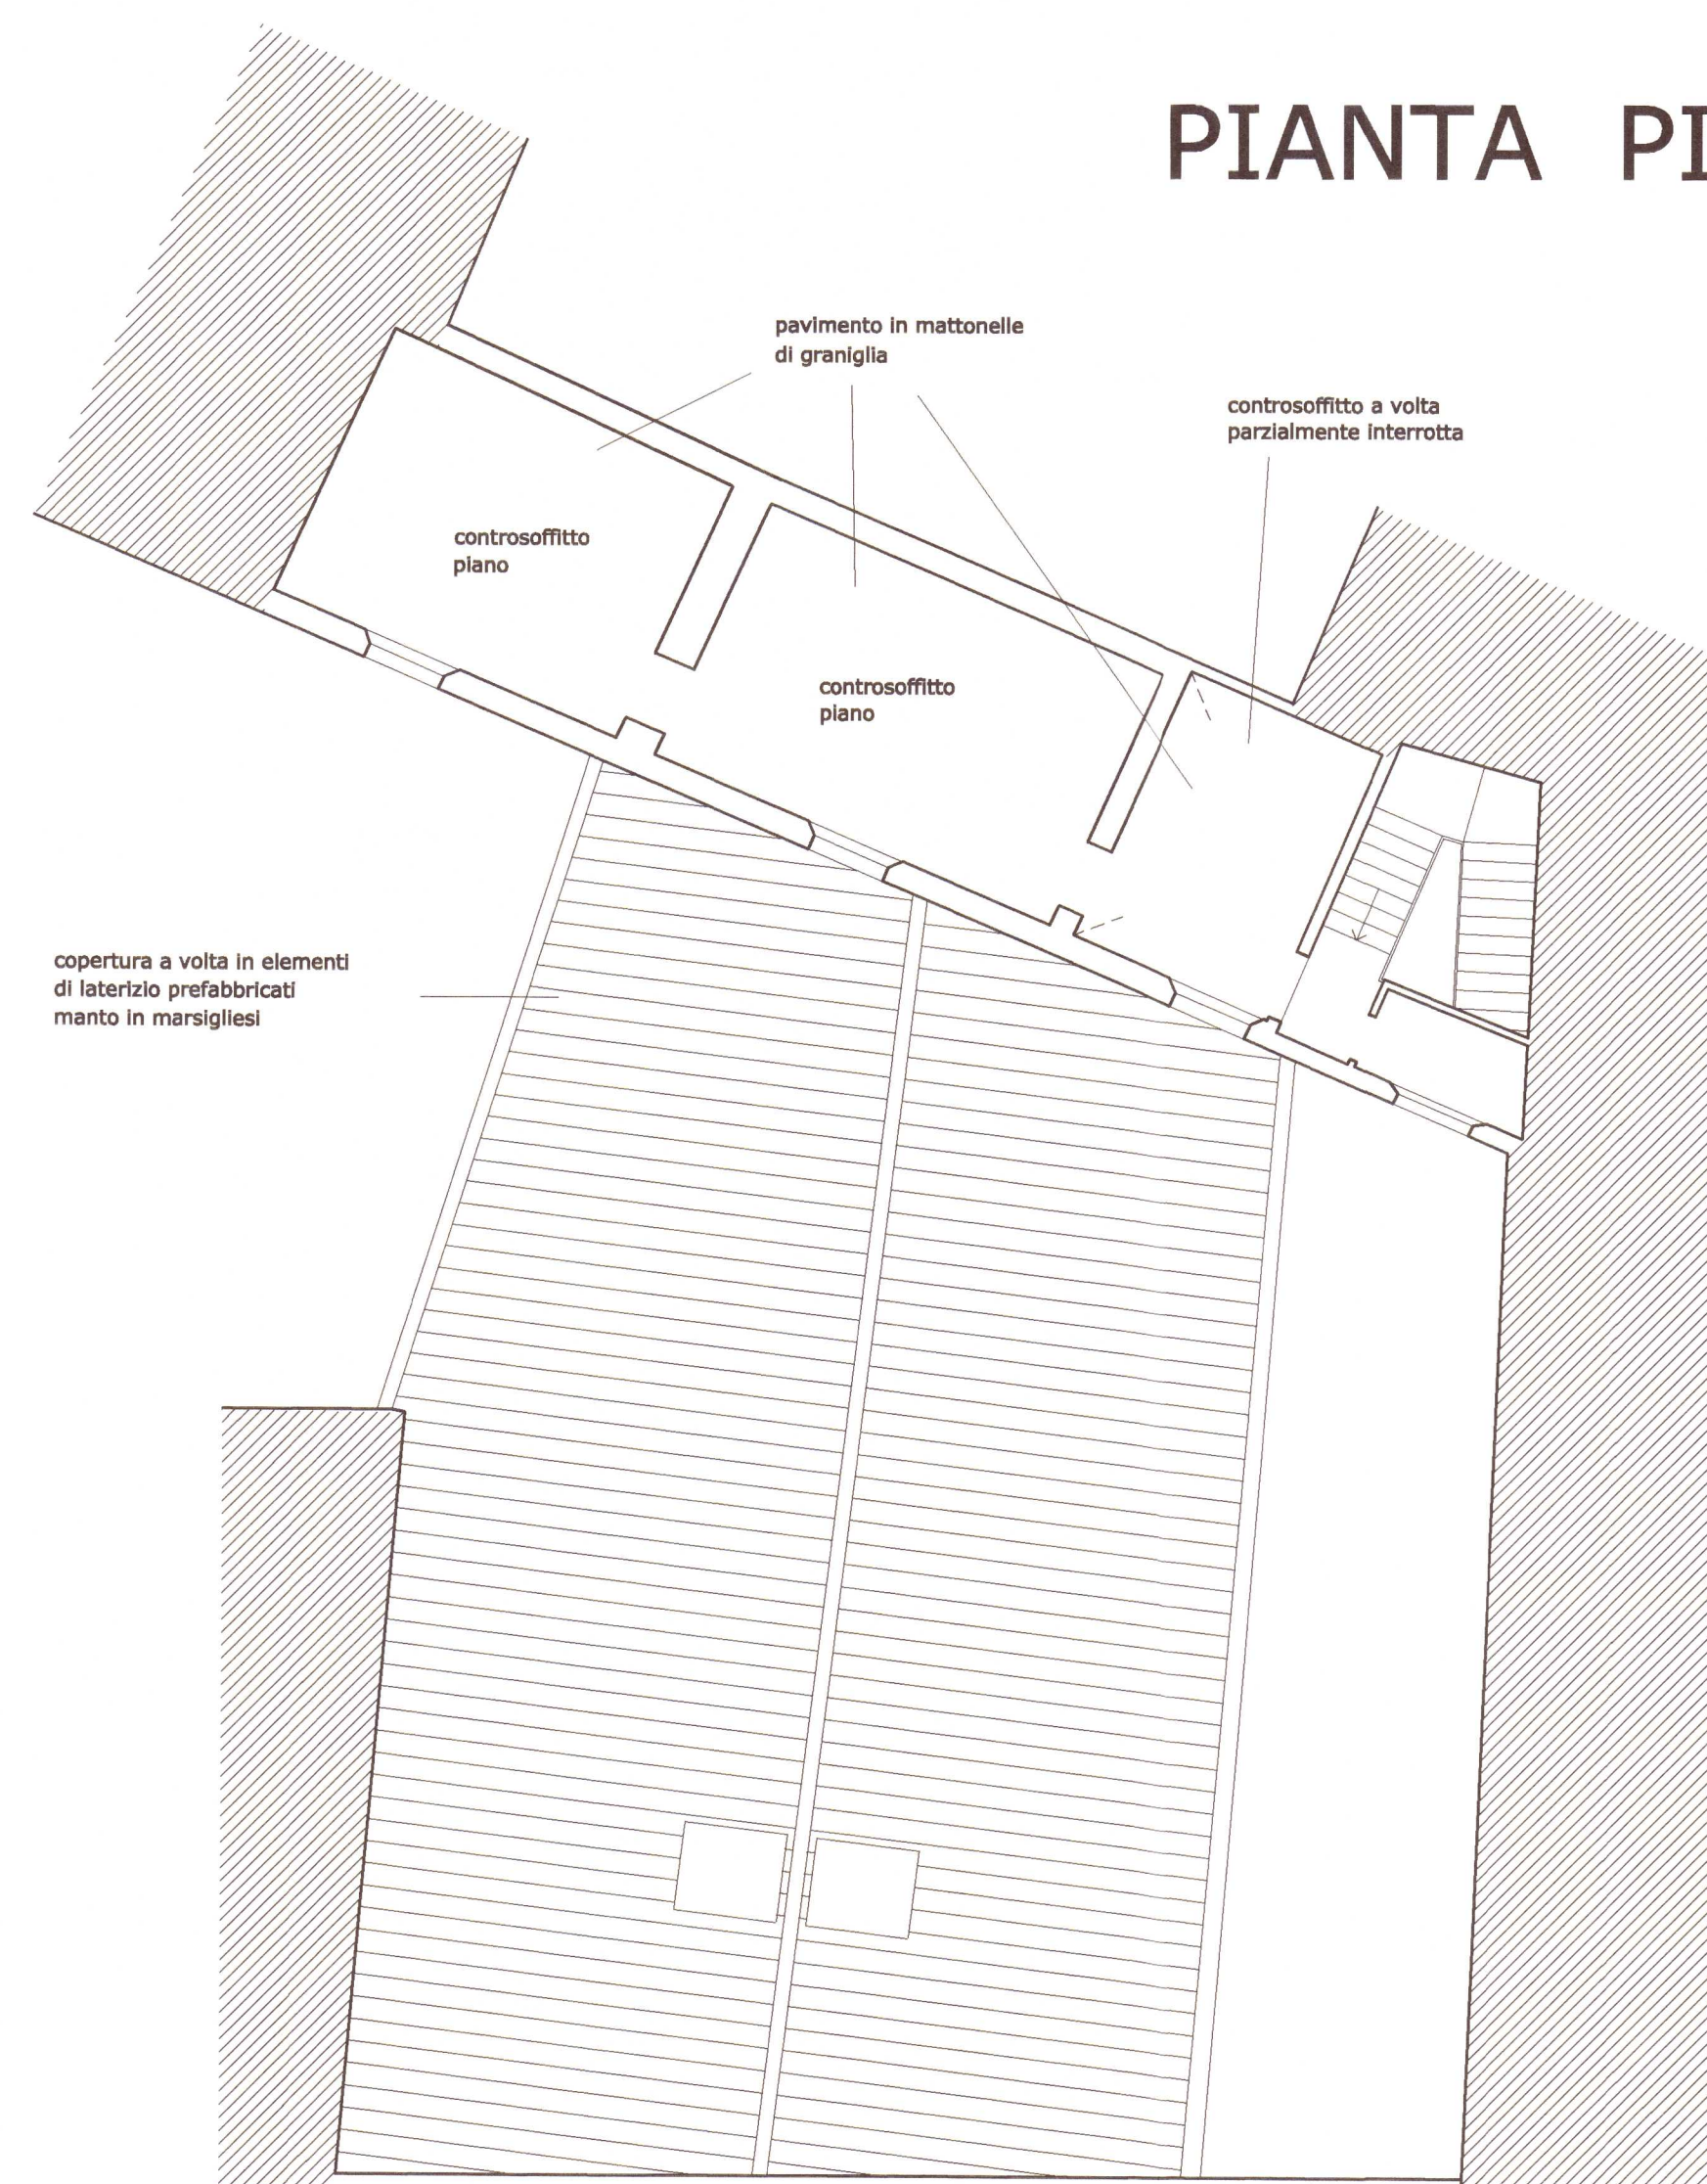 PIANTA PI
pavimento in mattonelle
di graniglia
controsoffitto a volta
parzialmente interrotta
controsoffitto
piano
controsoffitto
piano
copertura a volta in elementi
di laterizio prefabbricati
manto in marsigliesi